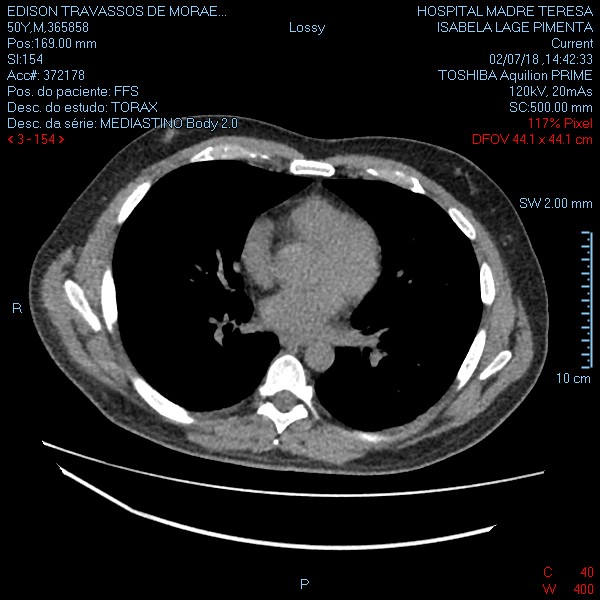 EDISON TRAVASSOS DE MORAE...
50Y,M,365858
Pos:169.00 mm
SI:154
Acc#: 372178
Pos. do paciente: FFS
Desc. do estudo: TORAX
Desc. da série: MEDIASTINO Body 2.0
< 3 - 154 >
Lossy
HOSPITAL MADRE TERESA
ISABELA LAGE PIMENTA
Current
02/07/18 ,14:42:33
TOSHIBA Aquilion PRIME
120kV, 20mAs
SC:500.00 mm
117% Pixel
DFOV 44.1 x 44.1 cm
SW 2.00 mm
R
10 cm
P
C 40
W 400